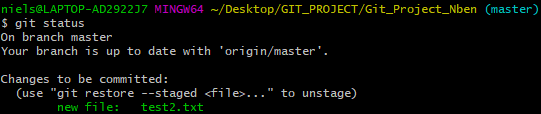 niels@LAPTOP-AD2922J7 MINGW64 ~/Desktop/GIT_PROJECT/Git_Project_Nben (master)
$ git status
On branch master
Your branch is up to date with 'origin/master'.
Changes to be committed:
(use "git restore --staged <file>..." to unstage)
new file:   test2.txt